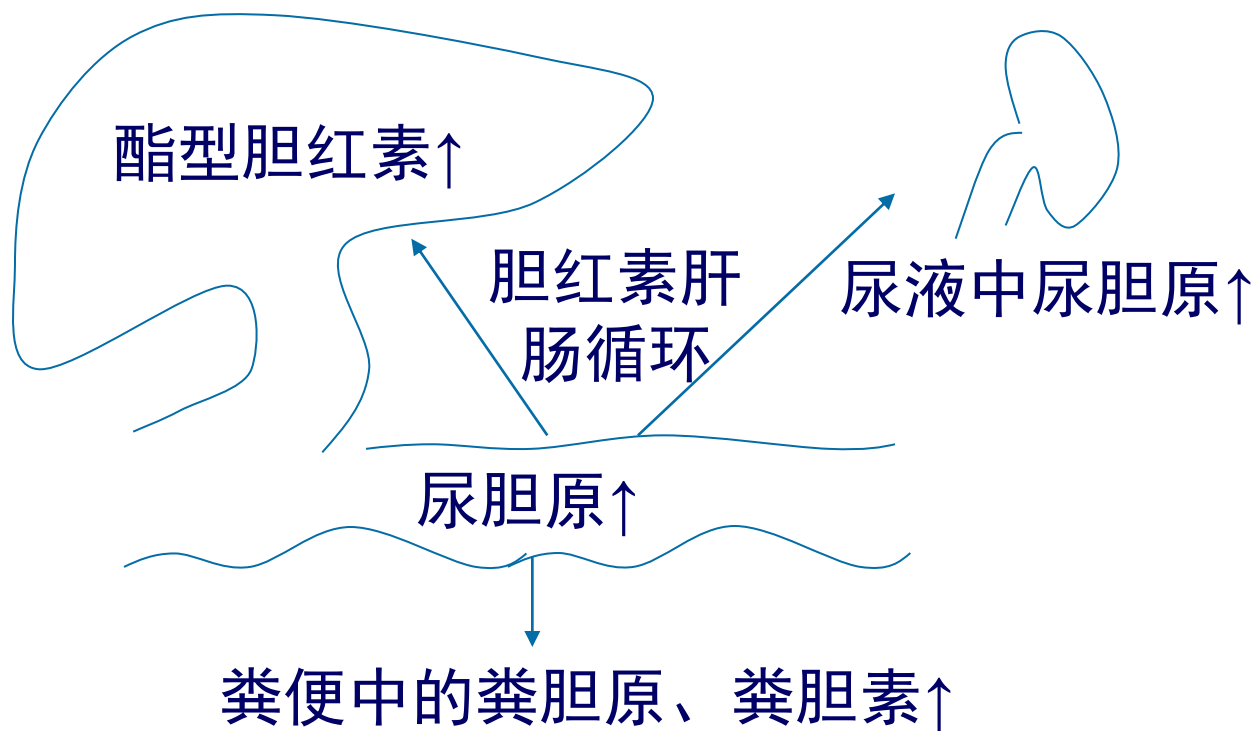 酯型胆红素↑
胆红素肝
肠循环
尿液中尿胆原↑
尿胆原↑
粪便中的粪胆原、粪胆素↑